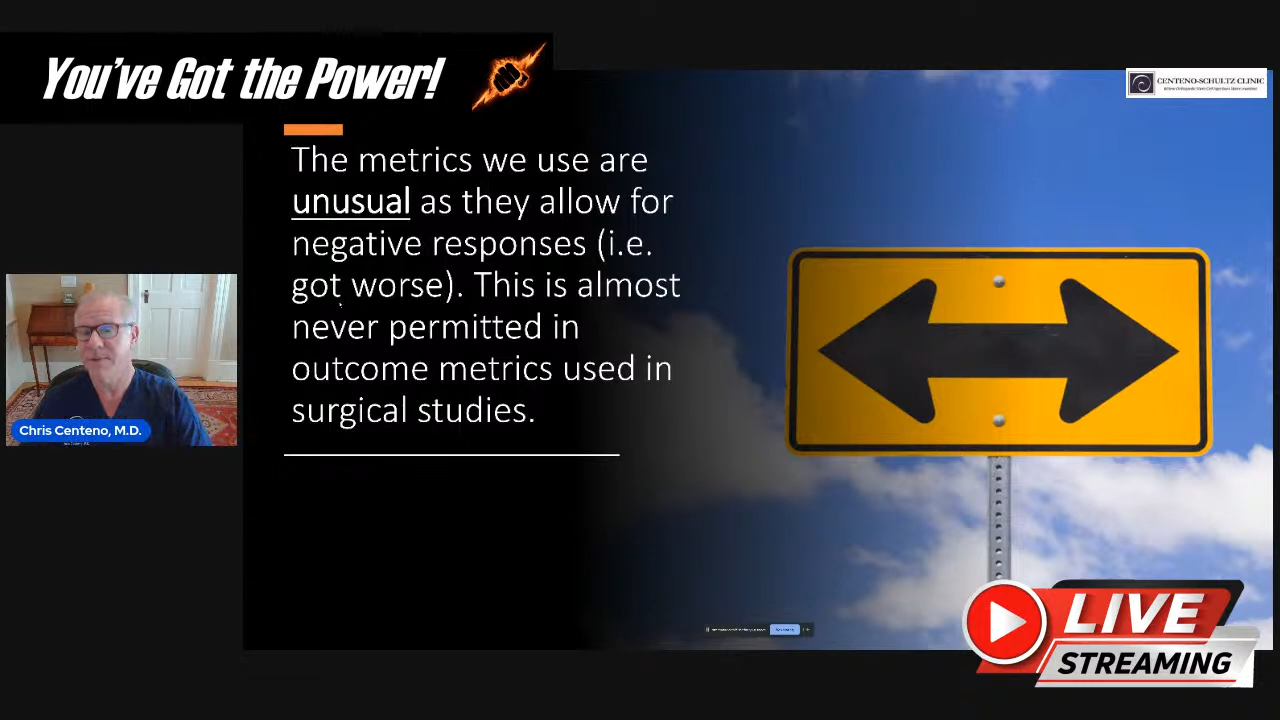 You've Got the Power!
CENTENO-SCHULTZ CLINIC
The metrics we use are
unusual as they allow for
negative responses (i.e.
got worse). This is almost
never permitted in
outcome metrics used in
surgical studies.
Chris Centeno, M.D.
LIVE
STREAMING